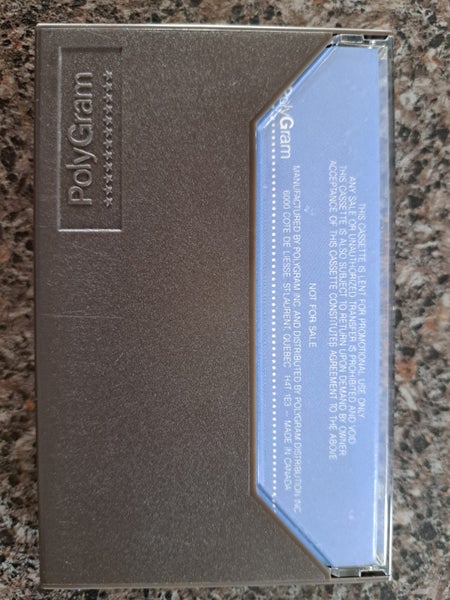 PolyGram
THIS CASSETTE IS LENT FOR PROMOTIONAL USE ONLY
ANY SALE OR UNAUTHORIZED TRANSFER IS PROHIBITED AND VOID
THIS CASSETTE IS ALSO SUBJECT TO RETURN UPON DEMAND BY OWNER
ACCEPTANCE OF THIS CASSETTE CONSTITUTES AGREEMENT TO THE ABOVE
NOT FOR SALE
MANUFACTURED BY POLYGRAM INC. AND DISTRIBUTED BY POLYGRAM DISTRIBUTION INC.
6000 COTE DE LIESSE, ST.LAURENT, QUEBEC H4T 1E3 - MADE IN CANADA
PolyGram